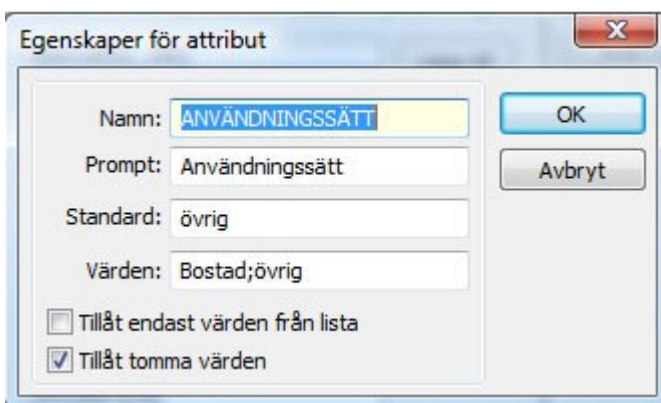 Egenskaper för attribut
Namn: ANVÄNDNINGSSÄTT
OK
Prompt: Användningssätt
Avbryt
Standard: övrig
Värden: Bostad;övrig
Tillåt endast värden från lista
Tillåt tomma värden